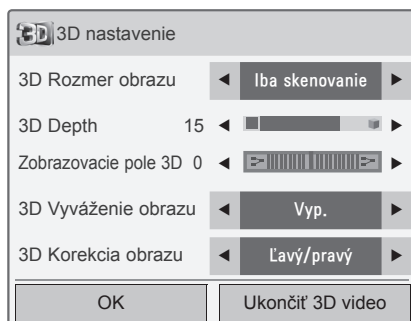 3D 3D nastavenie
3D Rozmer obrazu Iba skenovanie
3D Depth 15
Zobrazovacie pole 3D 0
3D Vyváženie obrazu Vyp.
3D Korekcia obrazu Ľavý/pravý
OK Ukončiť 3D video